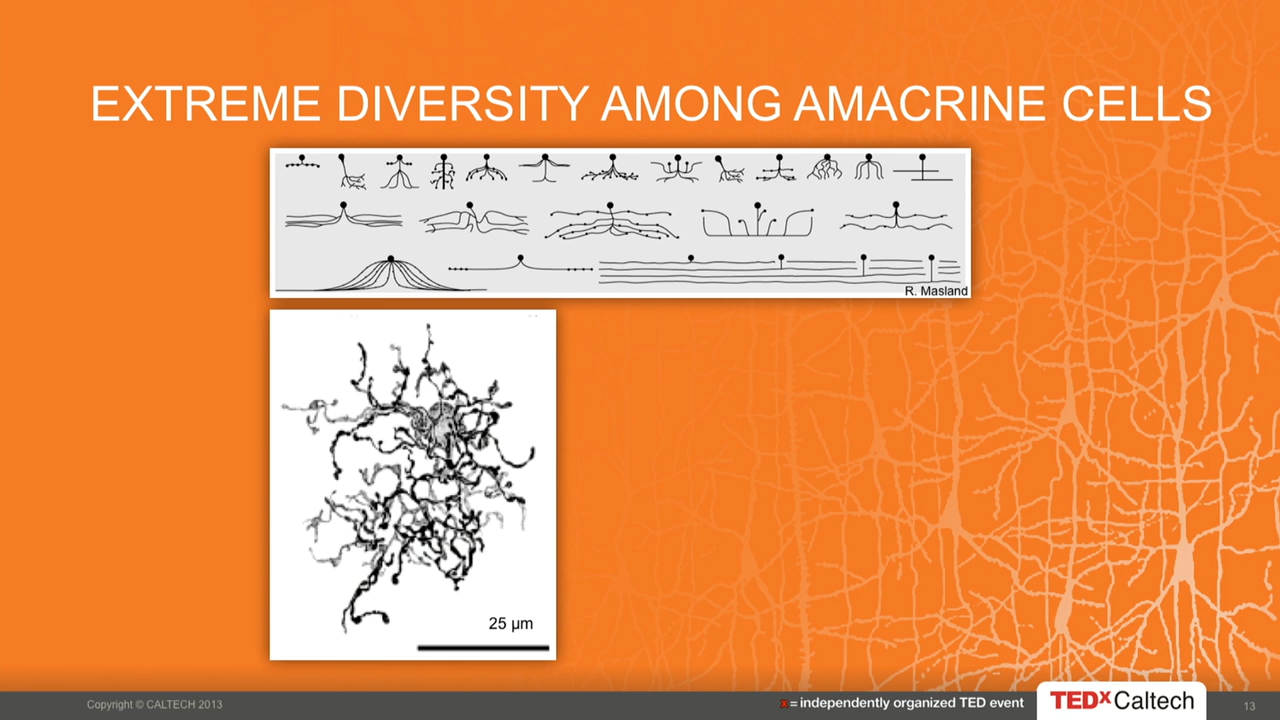 EXTREME DIVERSITY AMONG AMACRINE CELLS
R. Masland
25 µm
Copyright © CALTECH 2013
x=independently organized TED event
TEDxCaltech
13